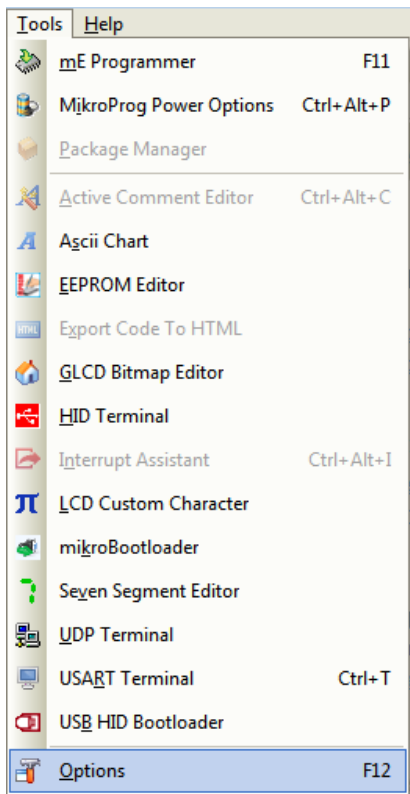 Tools Help
mE Programmer F11
MikroProg Power Options Ctrl+Alt+P
Package Manager
Active Comment Editor Ctrl+Alt+C
Ascii Chart
EEPROM Editor
HTML Export Code To HTML
GLCD Bitmap Editor
HID Terminal
Interrupt Assistant Ctrl+Alt+I
LCD Custom Character
mikroBootloader
Seven Segment Editor
UDP Terminal
USART Terminal Ctrl+T
USB HID Bootloader
Options F12